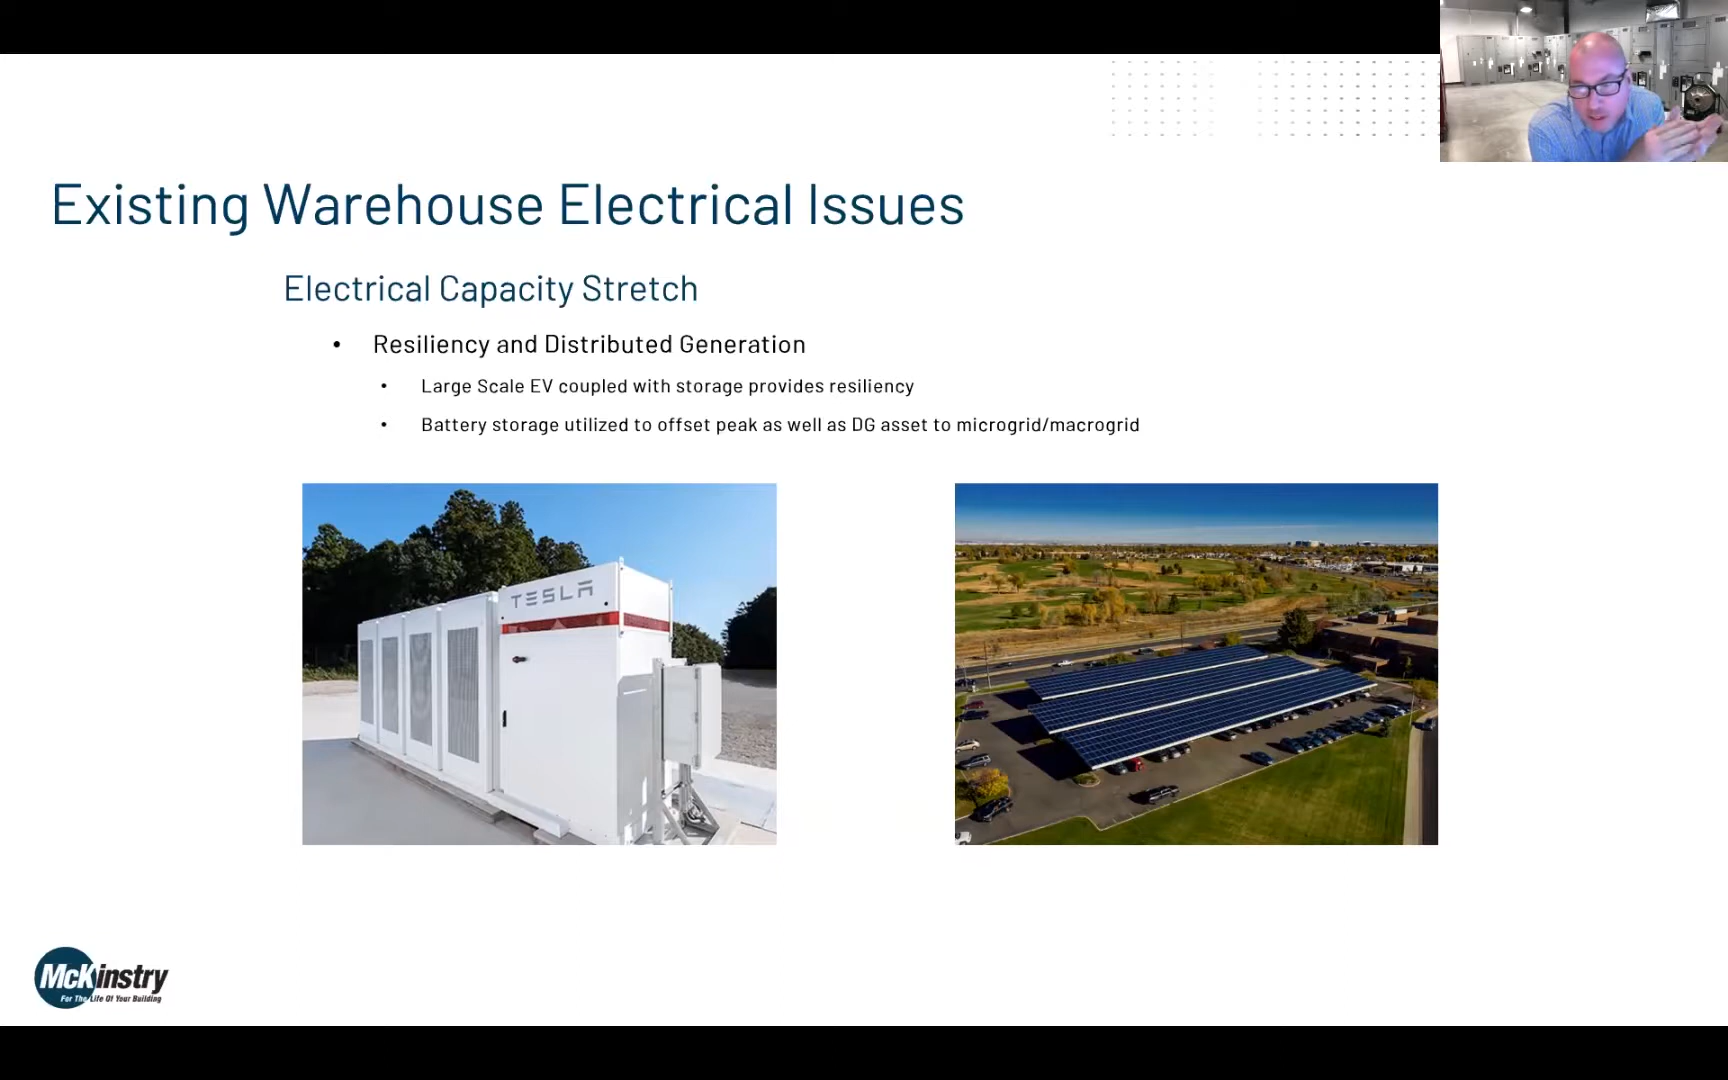 Existing Warehouse Electrical Issues
Electrical Capacity Stretch
• Resiliency and Distributed Generation
• Large Scale EV coupled with storage provides resiliency
• Battery storage utilized to offset peak as well as DG asset to microgrid/macrogrid
TESLA
McKinstry
For The Life Of Your Building